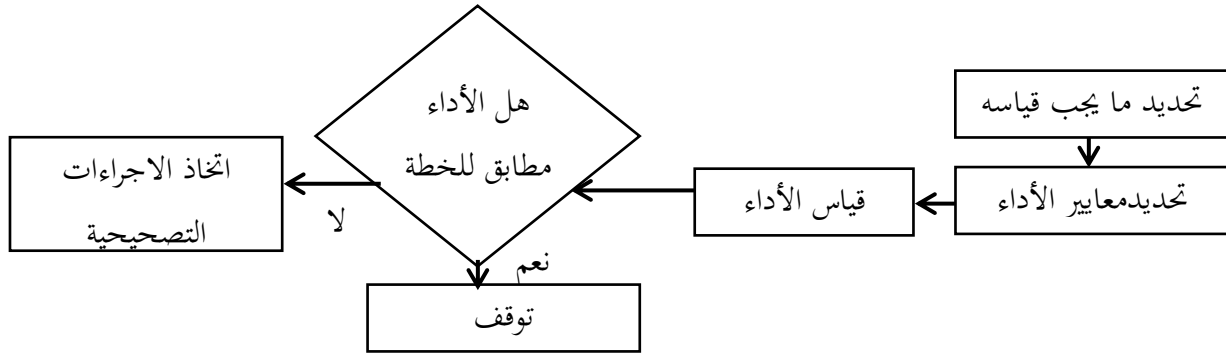 تحديد ما يجب قياسه
تحديدمعايير الأداء
قياس الأداء
هل الأداء
مطابق للخطة
لا
اتخاذ الاجراءات
التصحيحية
نعم
توقف